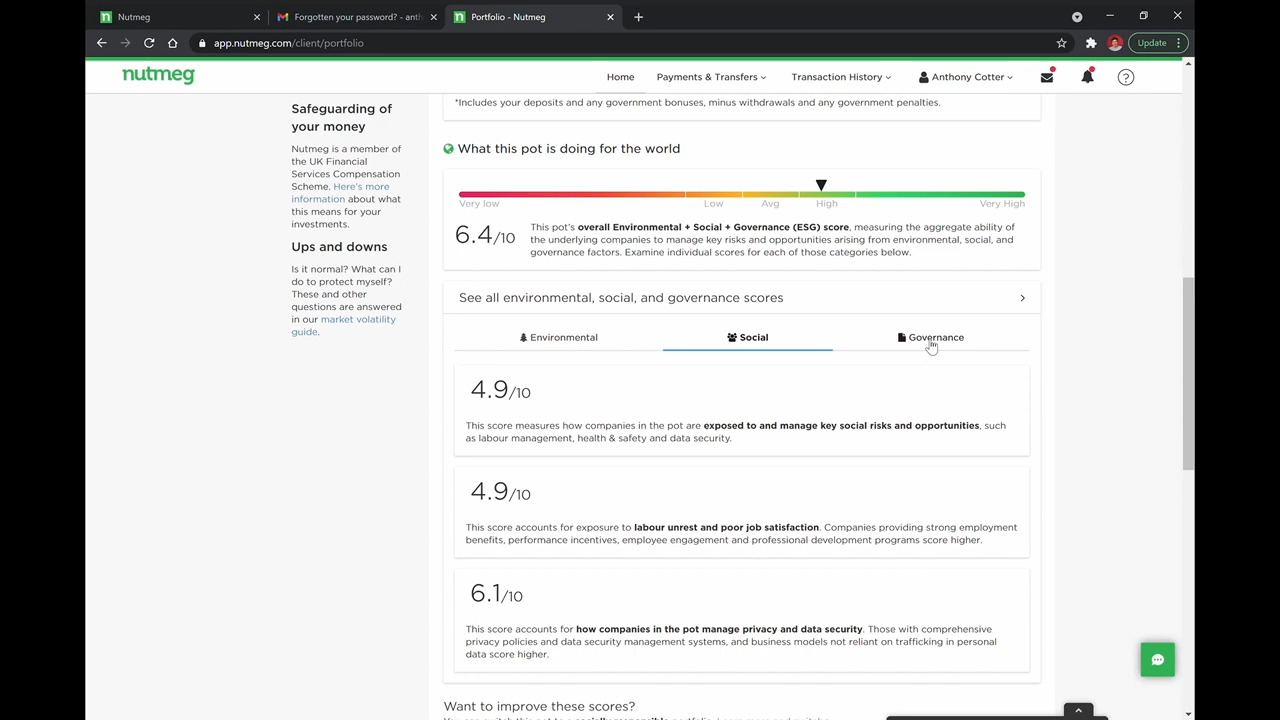 Nutmeg
Forgotten your password? - anth
Portfolio - Nutmeg
app.nutmeg.com/client/portfolio
Update
nutmeg
Home
Payments & Transfers
Transaction History
Anthony Cotter
Safeguarding of
your money
Nutmeg is a member of
the UK Financial
Services Compensation
Scheme. Here's more
information about what
this means for your
investments.
Ups and downs
Is it normal? What can I
do to protect myself?
These and other
questions are answered
in our market volatility
guide.
*Includes your deposits and any government bonuses, minus withdrawals and any government penalties.
What this pot is doing for the world
Very low
Low
Avg
High
Very High
6.4/10
This pot's overall Environmental + Social + Governance (ESG) score, measuring the aggregate ability of
the underlying companies to manage key risks and opportunities arising from environmental, social, and
governance factors. Examine individual scores for each of those categories below.
See all environmental, social, and governance scores
Environmental
Social
Governance
4.9/10
This score measures how companies in the pot are exposed to and manage key social risks and opportunities, such
as labour management, health & safety and data security.
4.9/10
This score accounts for exposure to labour unrest and poor job satisfaction. Companies providing strong employment
benefits, performance incentives, employee engagement and professional development programs score higher.
6.1/10
This score accounts for how companies in the pot manage privacy and data security. Those with comprehensive
privacy policies and data security management systems, and business models not reliant on trafficking in personal
data score higher.
Want to improve these scores?